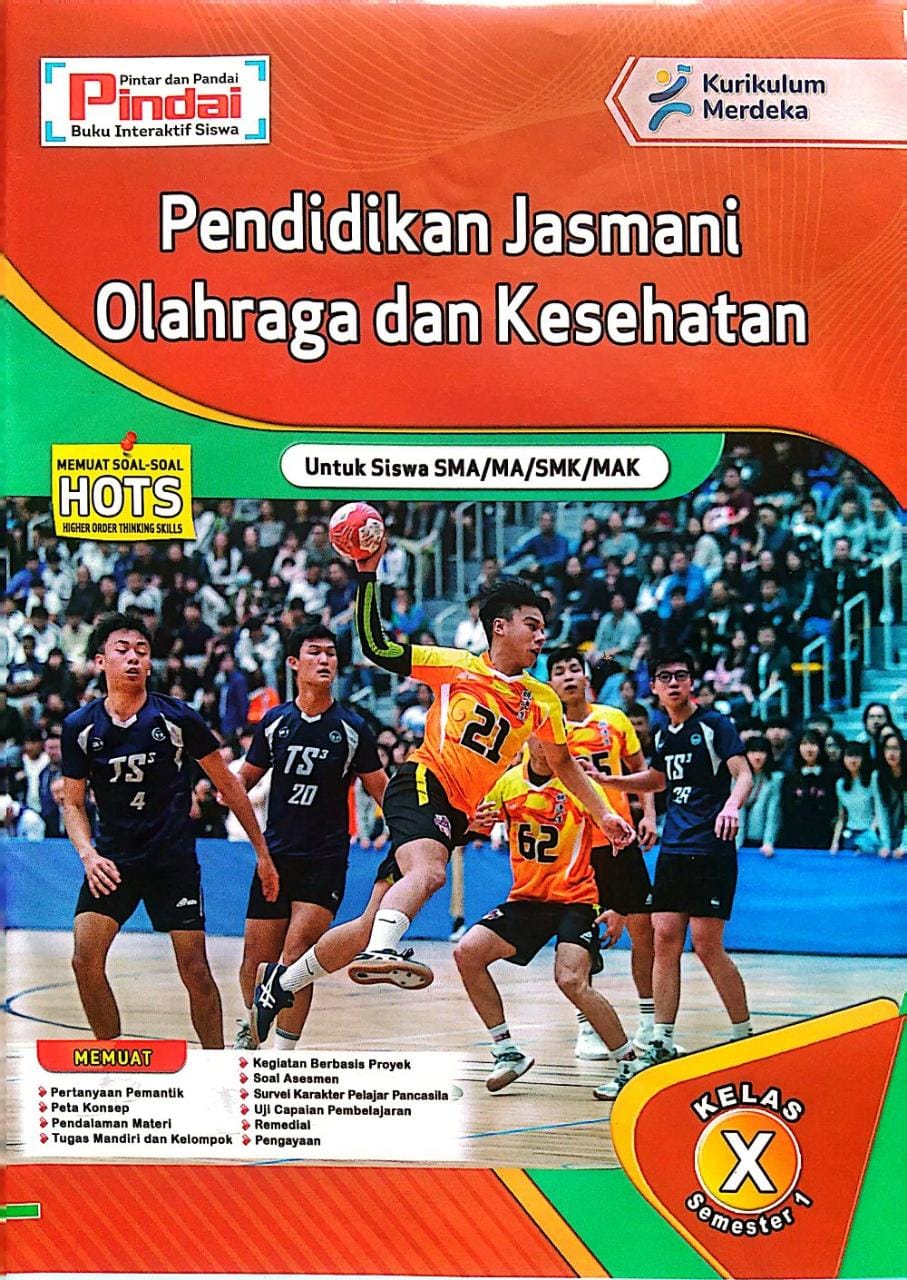 Pintar dan Pandai
Pindai
Buku Interaktif Siswa
Kurikulum
Merdeka
Pendidikan Jasmani
Olahraga dan Kesehatan
MEMUAT SOAL-SOAL
HOTS
HIGHER ORDER THINKING SKILLS
Untuk Siswa SMA/MA/SMK/MAK
21
TS³
4
TS³
20
62
TS³
MEMUAT
Pertanyaan Pemantik
Peta Konsep
Pendalaman Materi
Tugas Mandiri dan Kelompok
Kegiatan Berbasis Proyek
Soal Asesmen
Survei Karakter Pelajar Pancasila
Uji Capaian Pembelajaran
Remedial
Pengayaan
KELAS
X
Semester 1